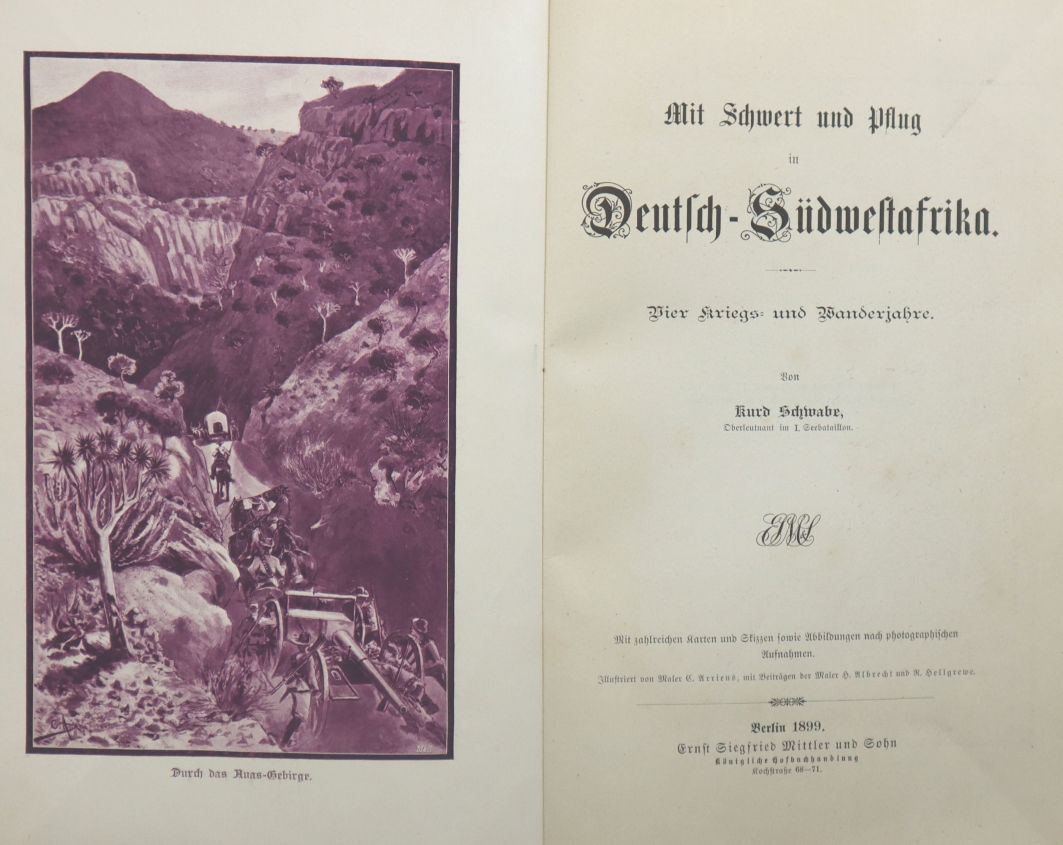 Durch das Auas-Gebirge.
Mit Schwert und Pflug
in
Deutsch-Südwestafrika.
Vier Kriegs- und Wanderjahre.
Von
Kurd Schwabe,
Oberleutnant im I. Seebataillon.
Mit zahlreichen Karten und Skizzen sowie Abbildungen nach photographischen
Aufnahmen.
Illustriert von Maler C. Arriens, mit Beiträgen der Maler H. Albrecht und R. Hellgrewe.
Berlin 1899.
Ernst Siegfried Mittler und Sohn
Königliche Hofbuchhandlung
Kochstraße 68–71.